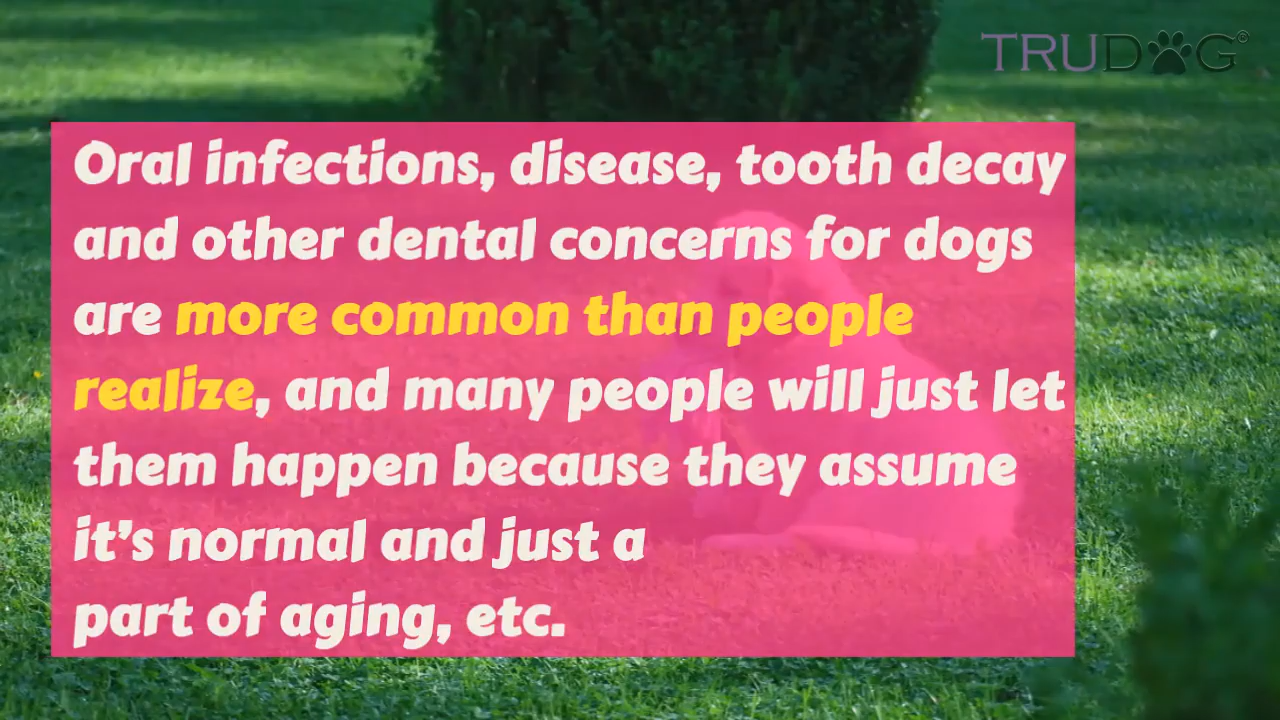 TRUDOG®
Oral infections, disease, tooth decay
and other dental concerns for dogs
are more common than people
realize, and many people will just let
them happen because they assume
it's normal and just a
part of aging, etc.